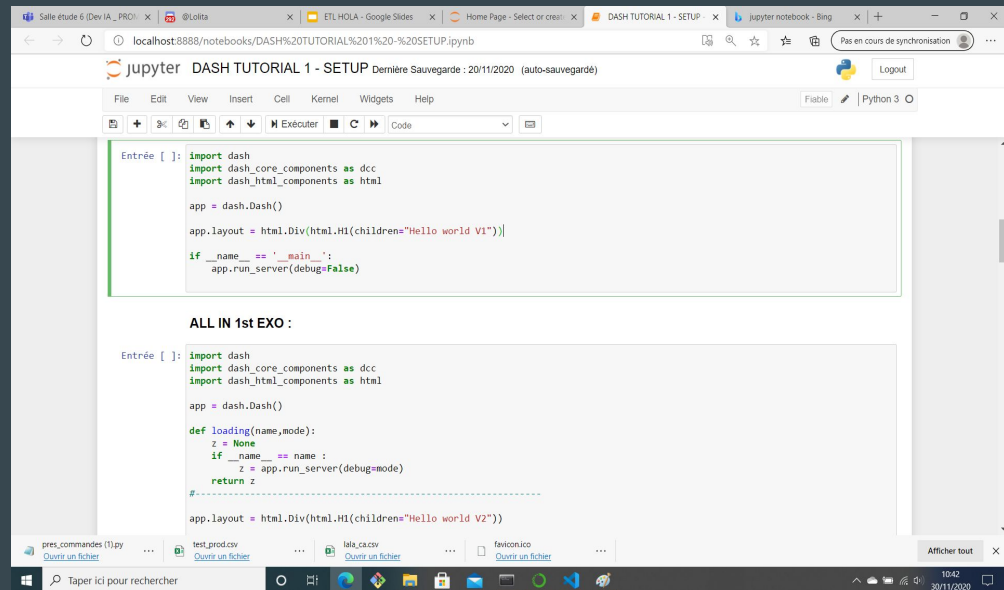 Salle étude 6 (Dev IA _ PRON
@Lolita
ETL HOLA - Google Slides
Home Page - Select or creat
DASH TUTORIAL 1 - SETUP -
jupyter notebook - Bing
localhost:8888/notebooks/DASH%20TUTORIAL%201%20-%20SETUP.ipynb
Pas en cours de synchronisation
jupyter DASH TUTORIAL 1 - SETUP Dernière Sauvegarde : 20/11/2020 (auto-sauvegardé)
Logout
File Edit View Insert Cell Kernel Widgets Help
Fiable Python 3
Exécuter Code
Entrée [ ]: import dash
import dash_core_components as dcc
import dash_html_components as html
app = dash.Dash()
app.layout = html.Div(html.H1(children="Hello world V1"))
if __name__ == '__main__':
app.run_server(debug=False)
ALL IN 1st EXO :
Entrée [ ]: import dash
import dash_core_components as dcc
import dash_html_components as html
app = dash.Dash()
def loading(name,mode):
z = None
if __name__ == name :
z = app.run_server(debug=mode)
return z
#------------------------------------------------------------
app.layout = html.Div(html.H1(children="Hello world V2"))
pres_commandes (1).py
Ouvrir un fichier
test_prod.csv
Ouvrir un fichier
lala_ca.csv
Ouvrir un fichier
favicon.ico
Ouvrir un fichier
Afficher tout
Taper ici pour rechercher
10:42
30/11/2020